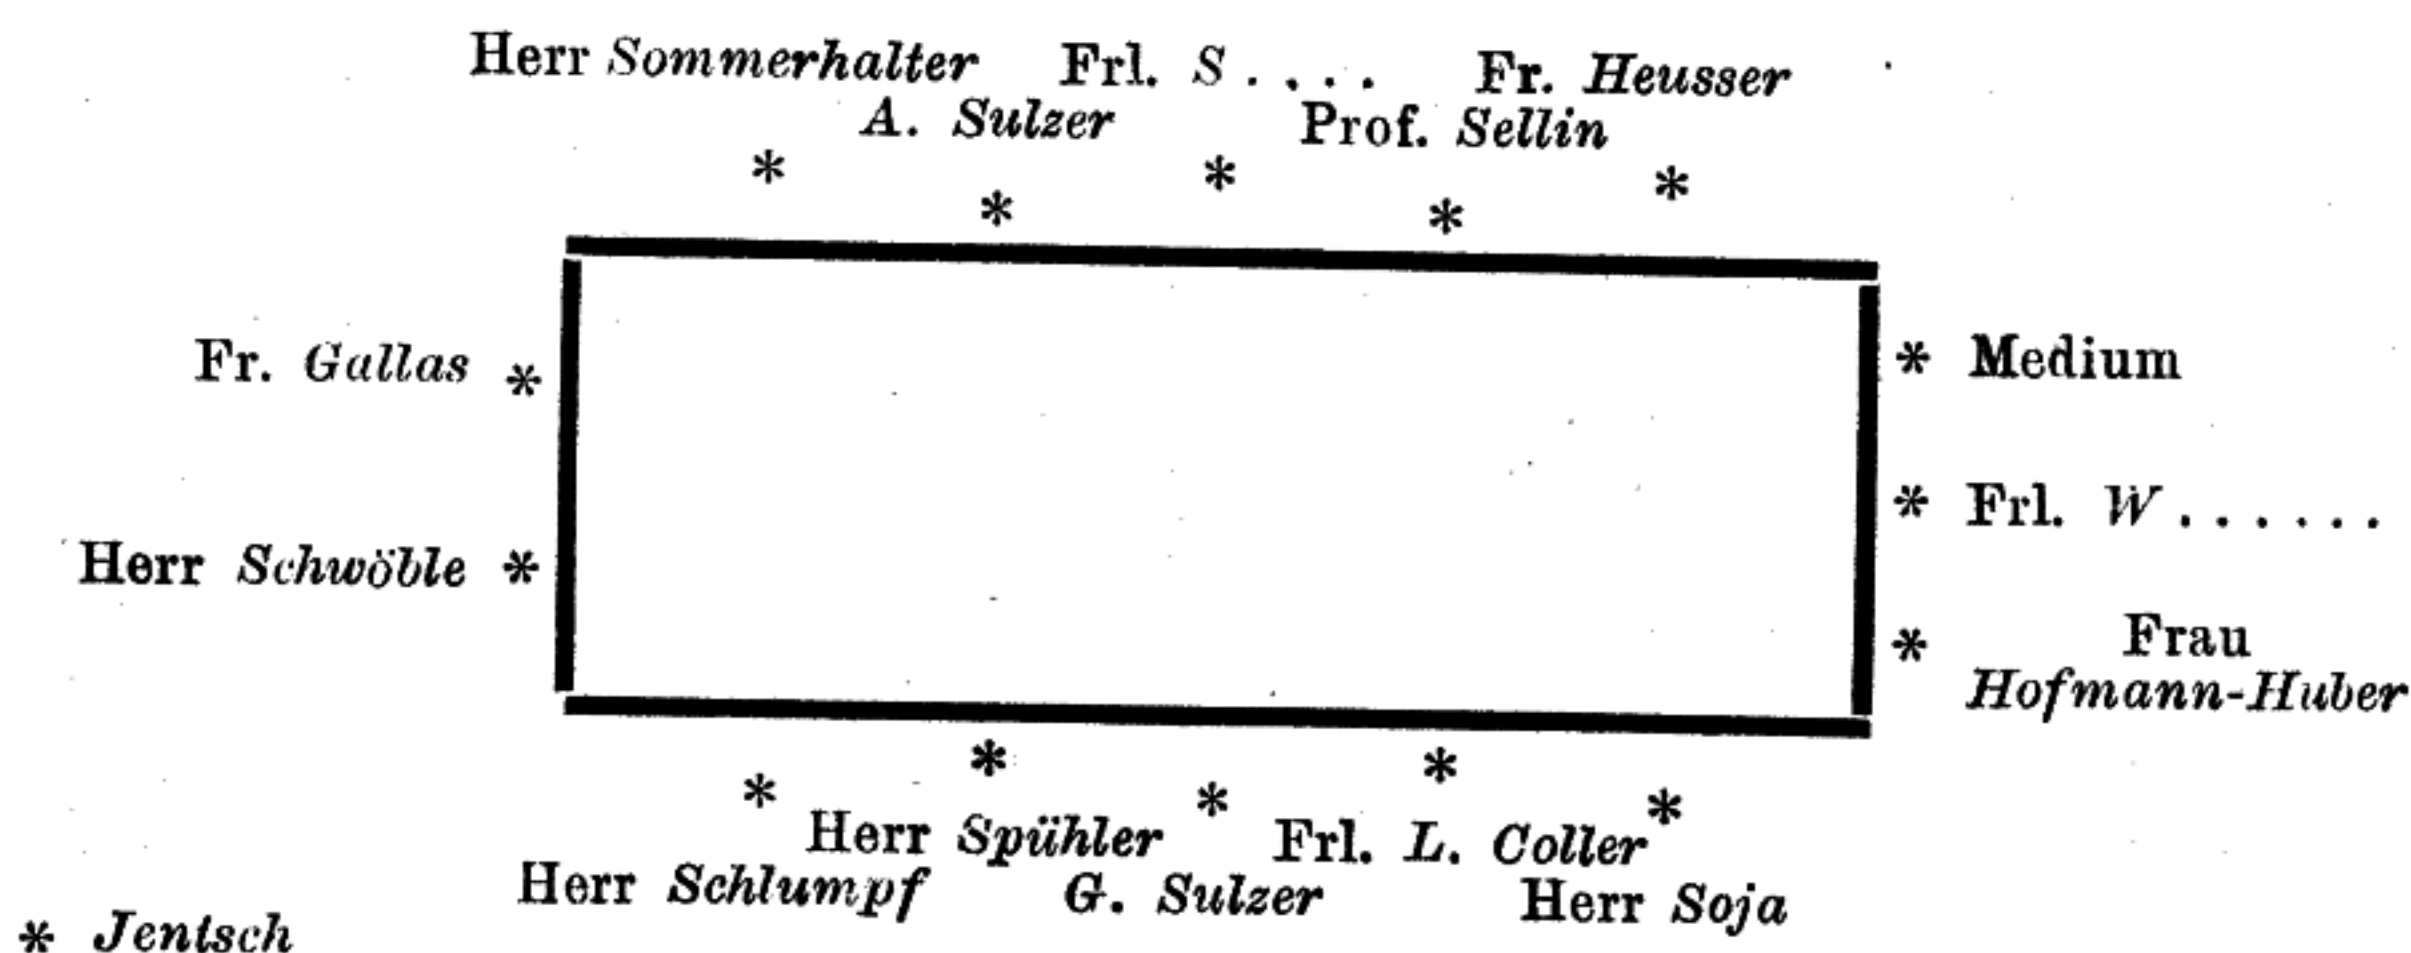 Herr Sommerhalter Frl. S . . . . Fr. Heusser
A. Sulzer Prof. Sellin
* * *
* *
Fr. Gallas * * Medium
* Frl. W . . . . . .
Herr Schwöble *
* Frau
Hofmann-Huber
* *
* * *
Herr Spühler Frl. L. Coller
Herr Schlumpf G. Sulzer Herr Soja
* Jentsch